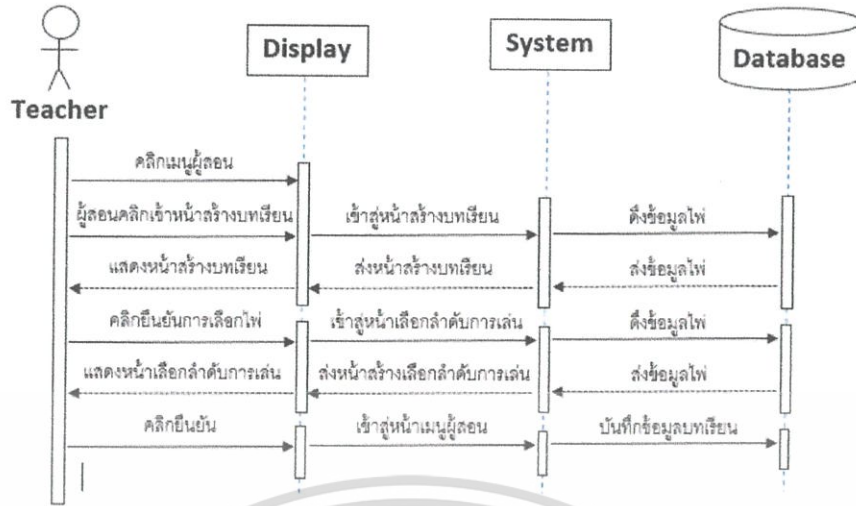 Teacher
Display
System
Database
คลิกเมนูผู้สอน
ผู้สอนคลิกเข้าหน้าสร้างบทเรียน
เข้าสู่หน้าสร้างบทเรียน
ดึงข้อมูลไพ่
แสดงหน้าสร้างบทเรียน
ส่งหน้าสร้างบทเรียน
ส่งข้อมูลไพ่
คลิกยืนยันการเลือกไพ่
เข้าสู่หน้าเลือกลำดับการเล่น
ดึงข้อมูลไพ่
แสดงหน้าเลือกลำดับการเล่น
ส่งหน้าสร้างเลือกลำดับการเล่น
ส่งข้อมูลไพ่
คลิกยืนยัน
เข้าสู่หน้าเมนูผู้สอน
บันทึกข้อมูลบทเรียน